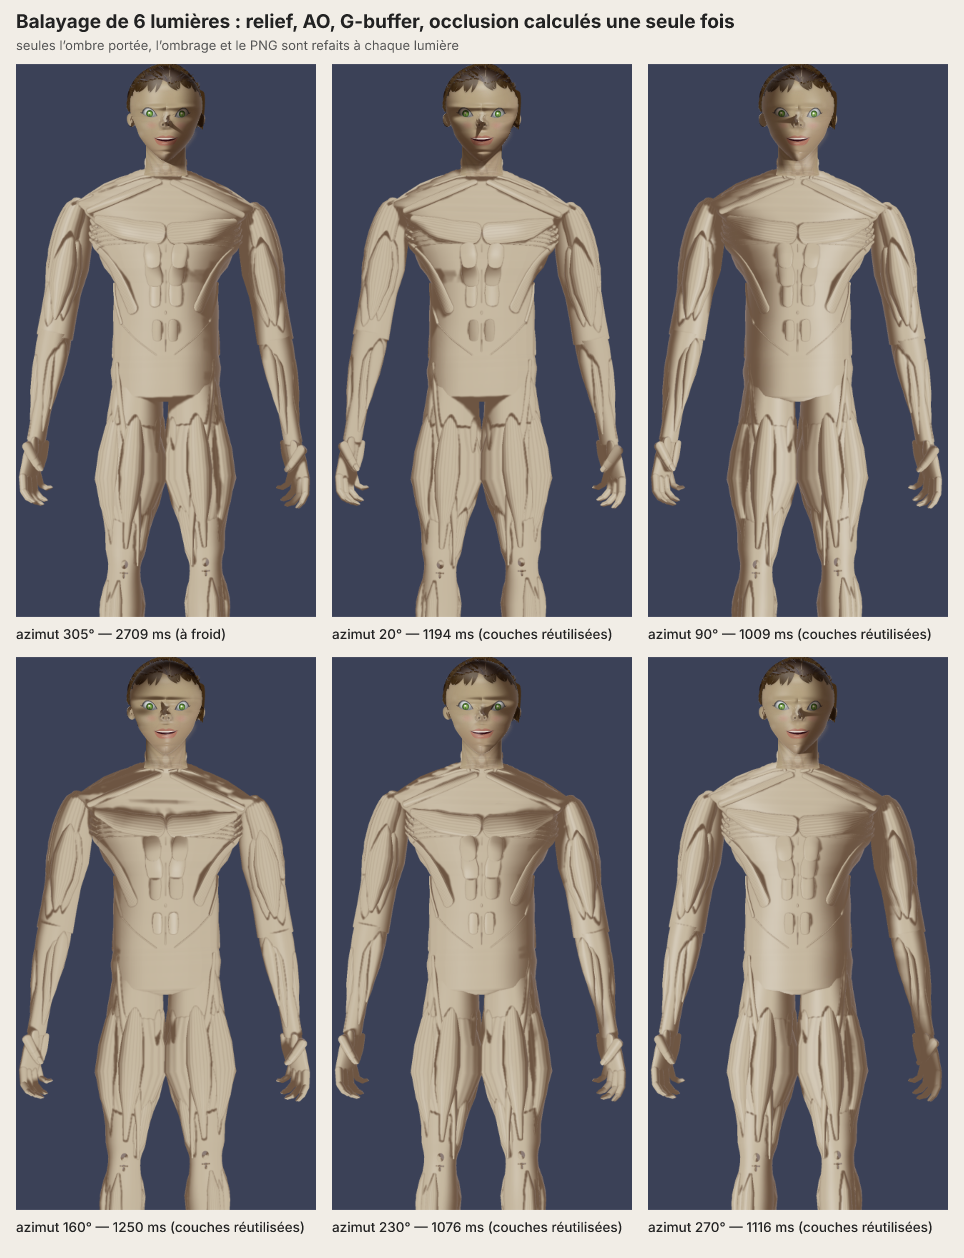 Balayage de 6 lumières : relief, AO, G-buffer, occlusion calculés une seule fois
seules l’ombre portée, l’ombrage et le PNG sont refaits à chaque lumière
azimut 305° — 2709 ms (à froid)
azimut 20° — 1194 ms (couches réutilisées)
azimut 90° — 1009 ms (couches réutilisées)
azimut 160° — 1250 ms (couches réutilisées)
azimut 230° — 1076 ms (couches réutilisées)
azimut 270° — 1116 ms (couches réutilisées)